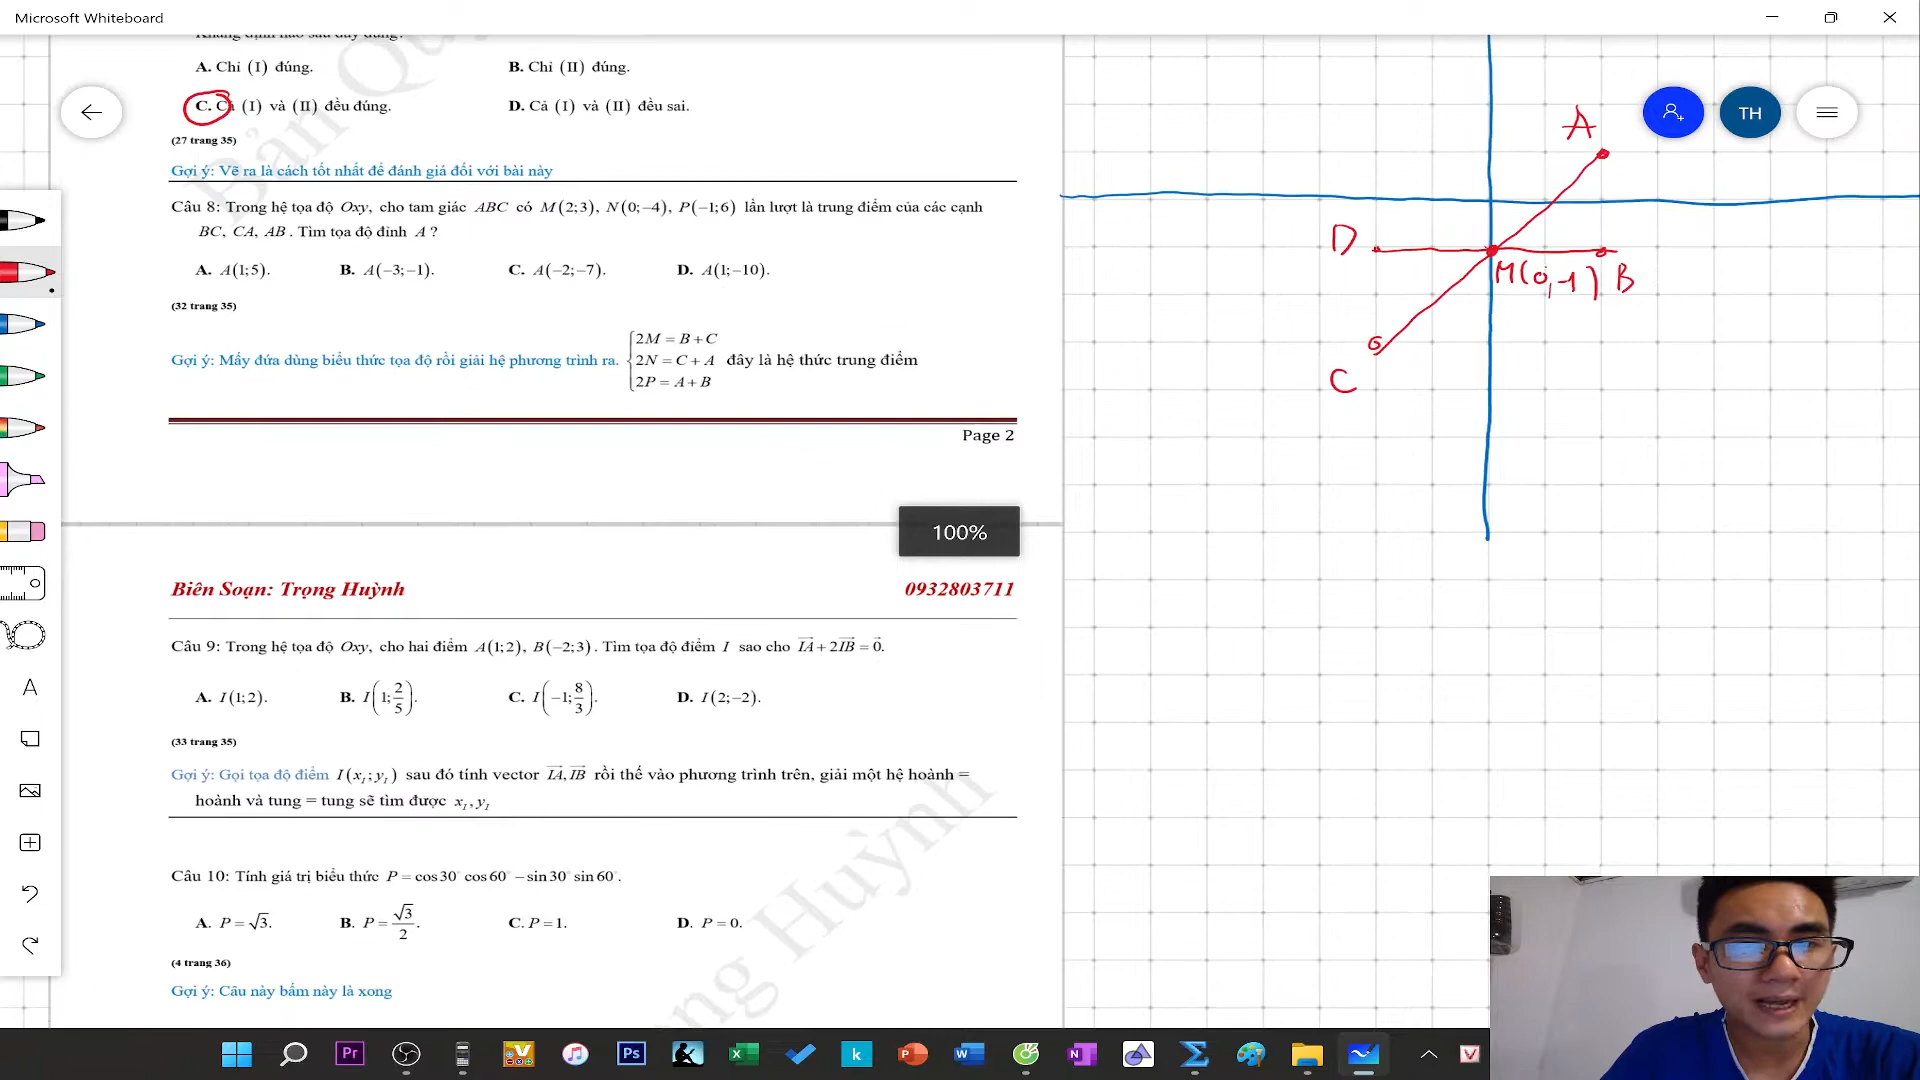 Microsoft Whiteboard
Khẳng định nào sau đây đúng?
A. Chỉ (I) đúng. B. Chỉ (II) đúng.
C. Cả (I) và (II) đều đúng. D. Cả (I) và (II) đều sai.
(27 trang 35)
Gợi ý: Vẽ ra là cách tốt nhất để đánh giá đối với bài này
Câu 8: Trong hệ tọa độ Oxy, cho tam giác ABC có M(2;3), N(0;−4), P(−1;6) lần lượt là trung điểm của các cạnh
BC, CA, AB. Tìm tọa độ đỉnh A?
A. A(1;5). B. A(−3;−1). C. A(−2;−7). D. A(1;−10).
(32 trang 35)
Gợi ý: Mấy đứa dùng biểu thức tọa độ rồi giải hệ phương trình ra. { 2M = B+C
2N = C+A đây là hệ thức trung điểm
2P = A+B
Page 2
100%
Biên Soạn: Trọng Huỳnh 0932803711
Câu 9: Trong hệ tọa độ Oxy, cho hai điểm A(1;2), B(−2;3). Tìm tọa độ điểm I sao cho IA+2IB=0.
A. I(1;2). B. I(1;2/5). C. I(−1;8/3). D. I(2;−2).
(33 trang 35)
Gợi ý: Gọi tọa độ điểm I(x_I; y_I) sau đó tính vector IA, IB rồi thế vào phương trình trên, giải một hệ hoành =
hoành và tung = tung sẽ tìm được x_I, y_I
Câu 10: Tính giá trị biểu thức P = cos30° cos60° − sin30° sin60°.
A. P = √3. B. P = √3/2. C. P = 1. D. P = 0.
(4 trang 36)
Gợi ý: Câu này bấm này là xong
A
D
M(0,-1) B
C
TH